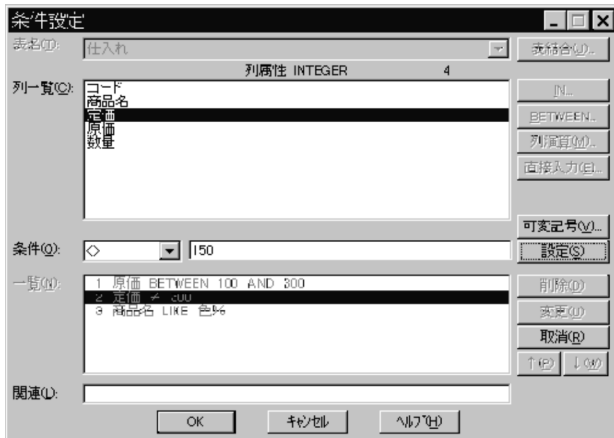 条件設定
表名(T): 仕入れ 表結合(J)...
列属性 INTEGER 4
列一覧(C): コード
商品名
定価
原価
数量
IN...
BETWEEN...
列演算(M)...
直接入力(E)...
可変記号(V)...
条件(O): <> 150 設定(S)
一覧(N): 1 原価 BETWEEN 100 AND 300
2 定価 ≠ 200
3 商品名 LIKE 色%
削除(D)
変更(U)
取消(R)
↑(P) ↓(W)
関連(L):
OK キャンセル ヘルプ(H)